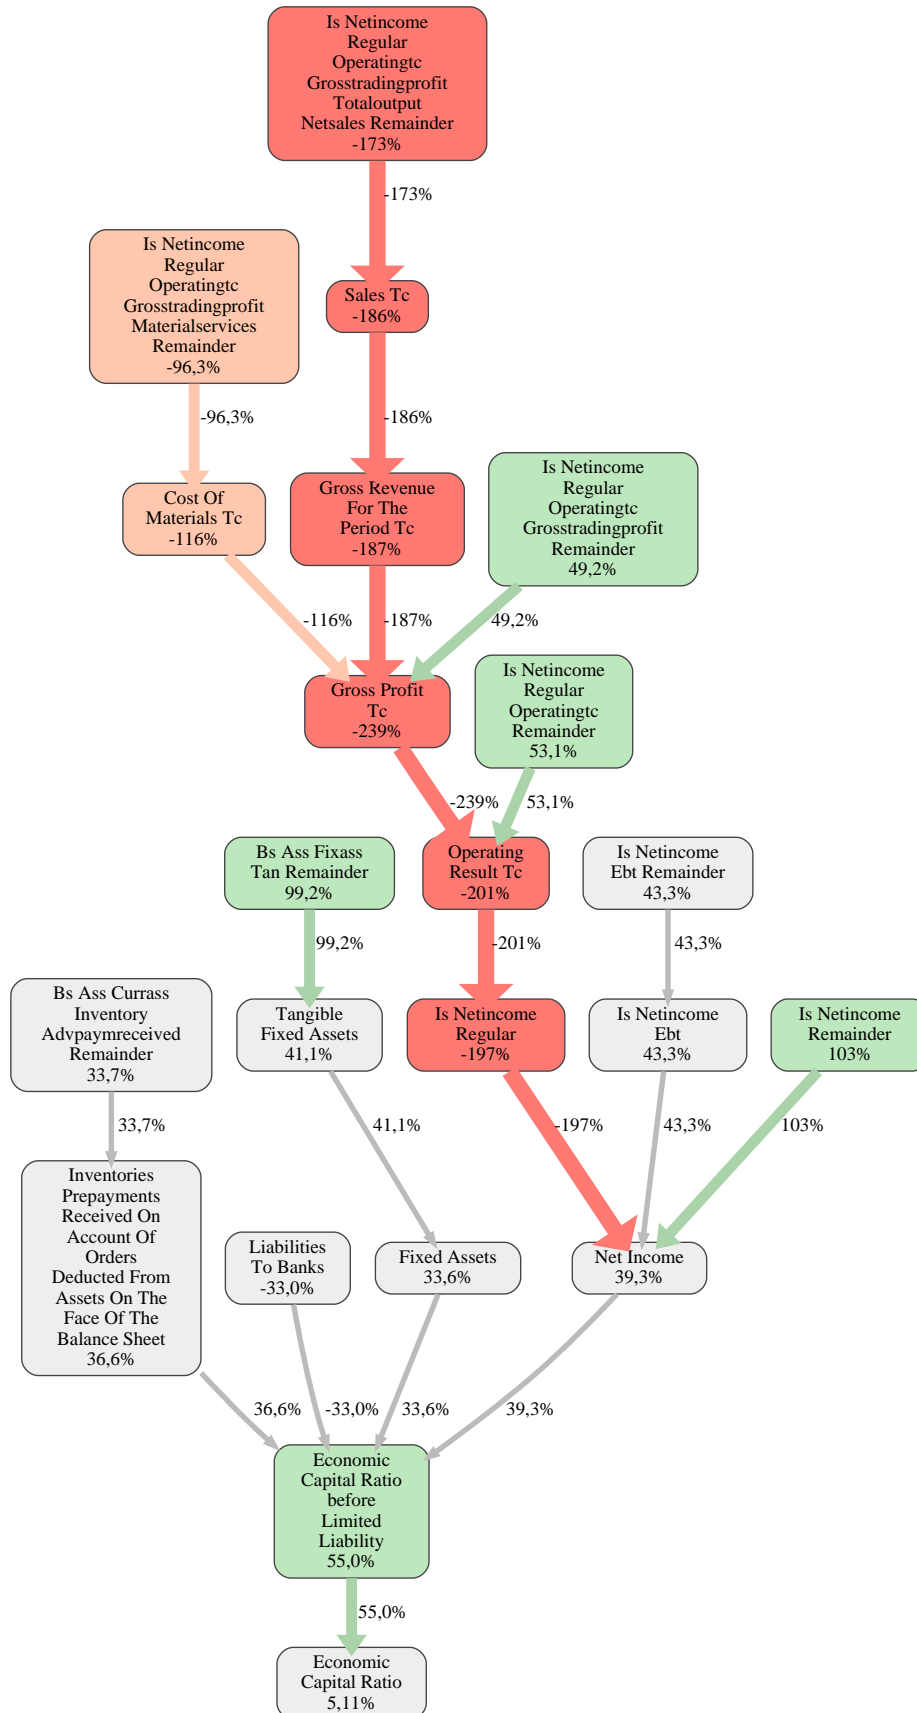 Is Netincome
Regular
Operatingtc
Grosstradingprofit
Totaloutput
Netsales Remainder
-173%
-173%
Is Netincome
Regular
Operatingtc
Grosstradingprofit
Materialservices
Remainder
-96,3%
Sales Tc
-186%
-96,3%
-186%
Cost Of
Materials Tc
-116%
Gross Revenue
For The
Period Tc
-187%
Is Netincome
Regular
Operatingtc
Grosstradingprofit
Remainder
49,2%
-116%
-187%
49,2%
Gross Profit
Tc
-239%
Is Netincome
Regular
Operatingtc
Remainder
53,1%
-239%
53,1%
Bs Ass Fixass
Tan Remainder
99,2%
Operating
Result Tc
-201%
Is Netincome
Ebt Remainder
43,3%
99,2%
-201%
43,3%
Bs Ass Currass
Inventory
Advpaymreceived
Remainder
33,7%
Tangible
Fixed Assets
41,1%
Is Netincome
Regular
-197%
Is Netincome
Ebt
43,3%
Is Netincome
Remainder
103%
33,7%
41,1%
-197%
43,3%
103%
Inventories
Prepayments
Received On
Account Of
Orders
Deducted From
Assets On The
Face Of The
Balance Sheet
36,6%
Liabilities
To Banks
-33,0%
Fixed Assets
33,6%
Net Income
39,3%
36,6%
-33,0%
33,6%
39,3%
Economic
Capital Ratio
before
Limited
Liability
55,0%
55,0%
Economic
Capital Ratio
5,11%